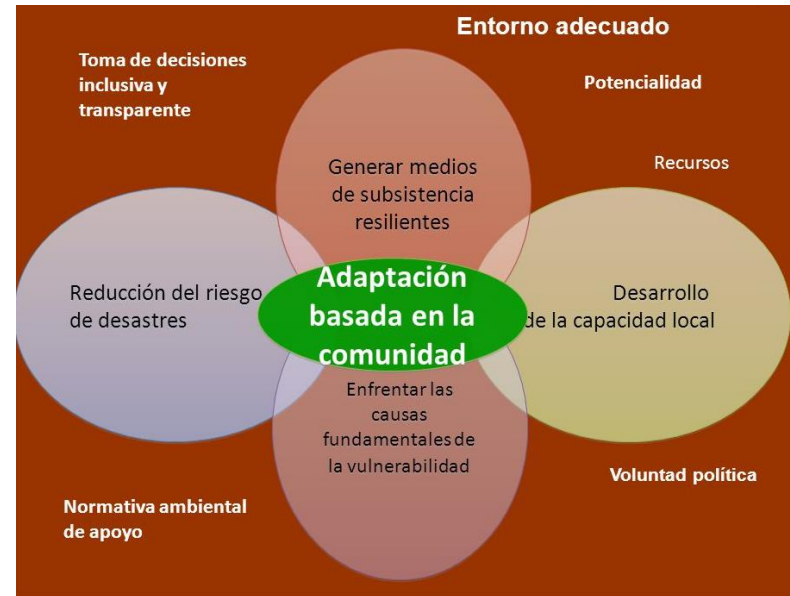 Entorno adecuado
Toma de decisiones
inclusiva y
transparente
Potencialidad
Generar medios
de subsistencia
resilientes
Recursos
Reducción del riesgo
de desastres
Adaptación
basada en la
comunidad
Desarrollo
de la capacidad local
Enfrentar las
causas
fundamentales de
la vulnerabilidad
Voluntad política
Normativa ambiental
de apoyo